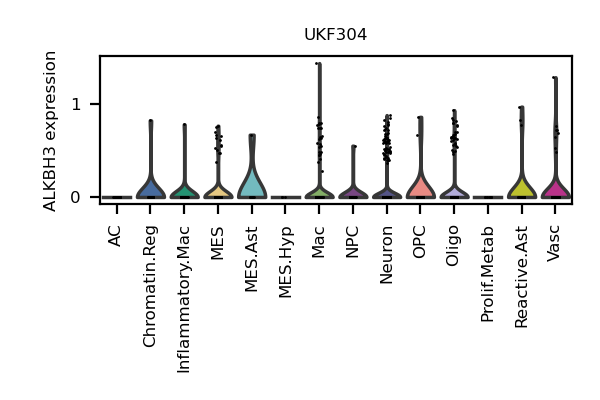 UKF304
ALKBH3 expression
1
0
AC
Chromatin.Reg
Inflammatory.Mac
MES
MES.Ast
MES.Hyp
Mac
NPC
Neuron
OPC
Oligo
Prolif.Metab
Reactive.Ast
Vasc